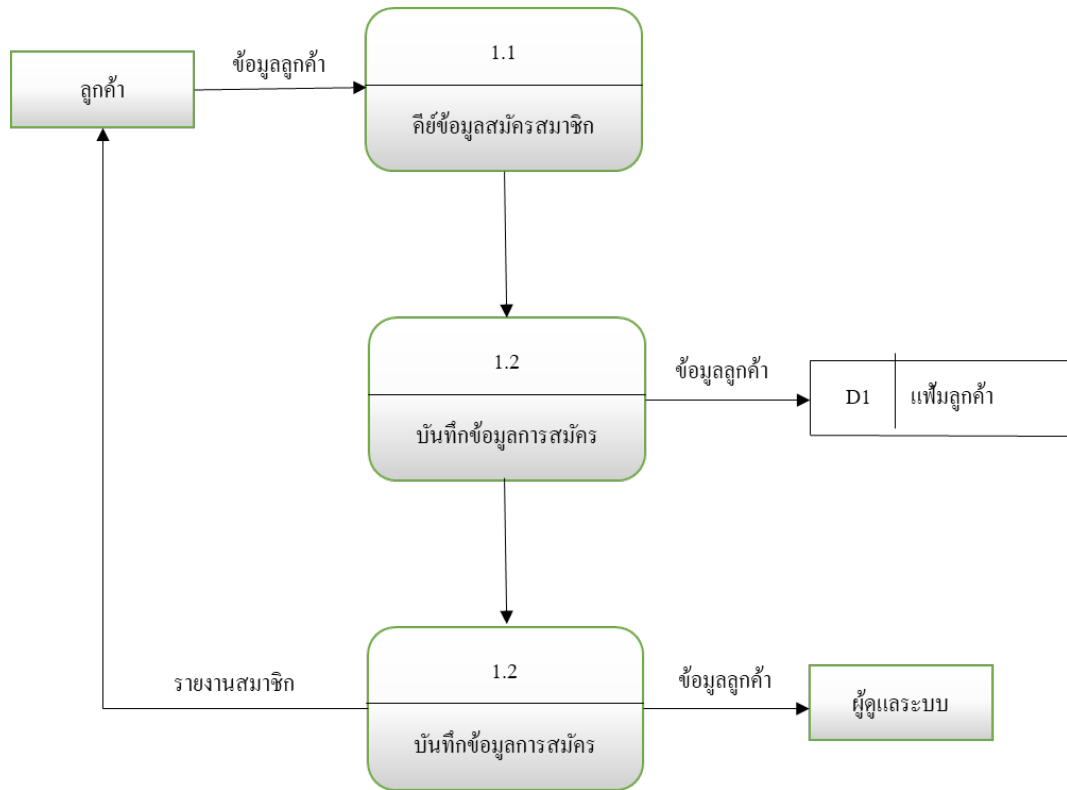 ลูกค้า
ข้อมูลลูกค้า
1.1
คีย์ข้อมูลสมัครสมาชิก
1.2
บันทึกข้อมูลการสมัคร
ข้อมูลลูกค้า
D1
แฟ้มลูกค้า
รายงานสมาชิก
1.2
บันทึกข้อมูลการสมัคร
ข้อมูลลูกค้า
ผู้ดูแลระบบ